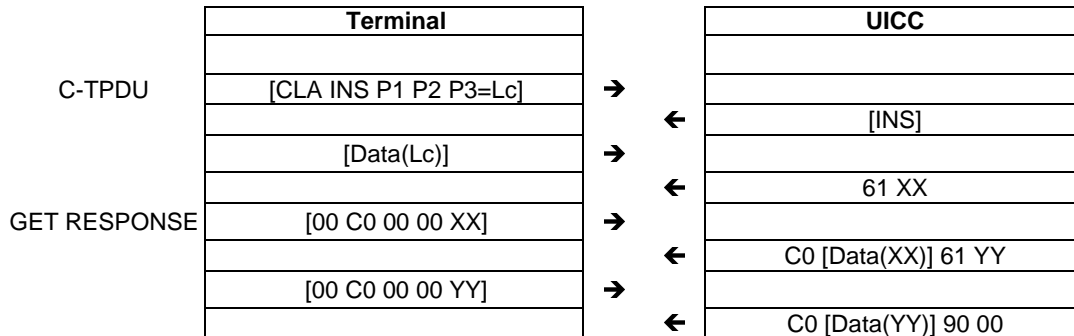 Terminal UICC
C-TPDU [CLA INS P1 P2 P3=Lc] ➔
🡸 [INS]
[Data(Lc)] ➔
🡸 61 XX
GET RESPONSE [00 C0 00 00 XX] ➔
🡸 C0 [Data(XX)] 61 YY
[00 C0 00 00 YY] ➔
🡸 C0 [Data(YY)] 90 00